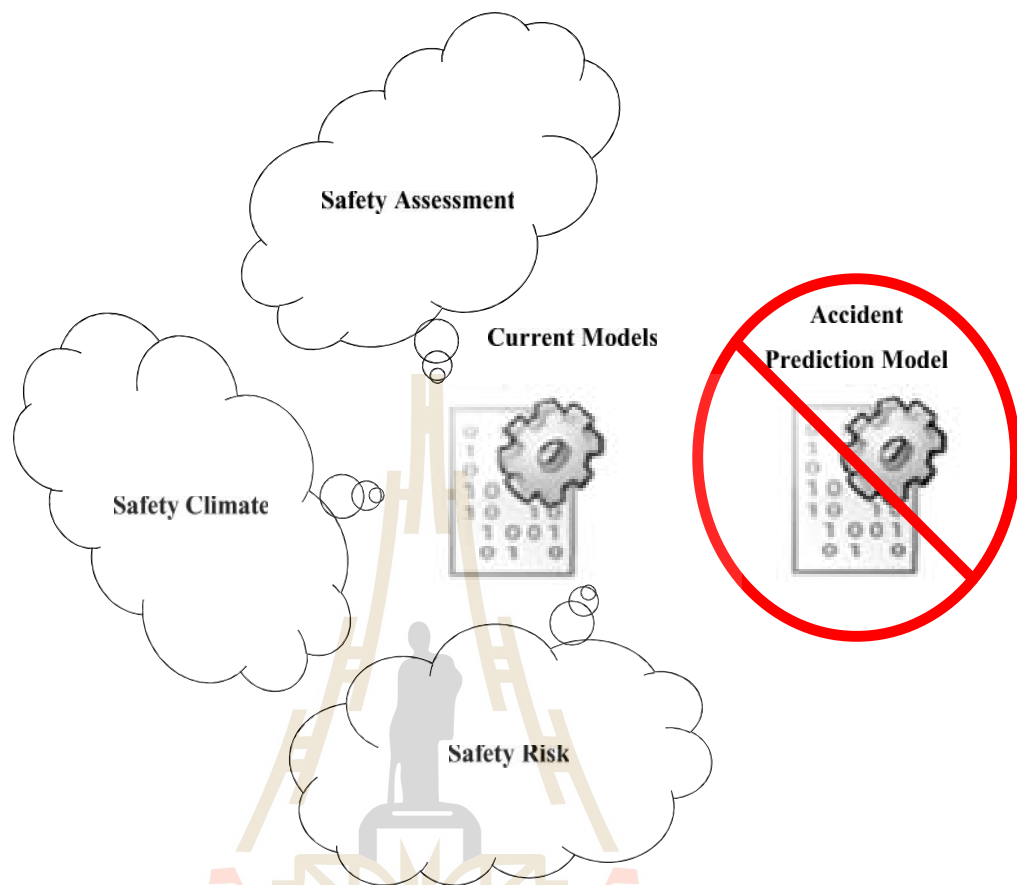 Safety Assessment
Current Models
Accident
Prediction Model
Safety Climate
Safety Risk